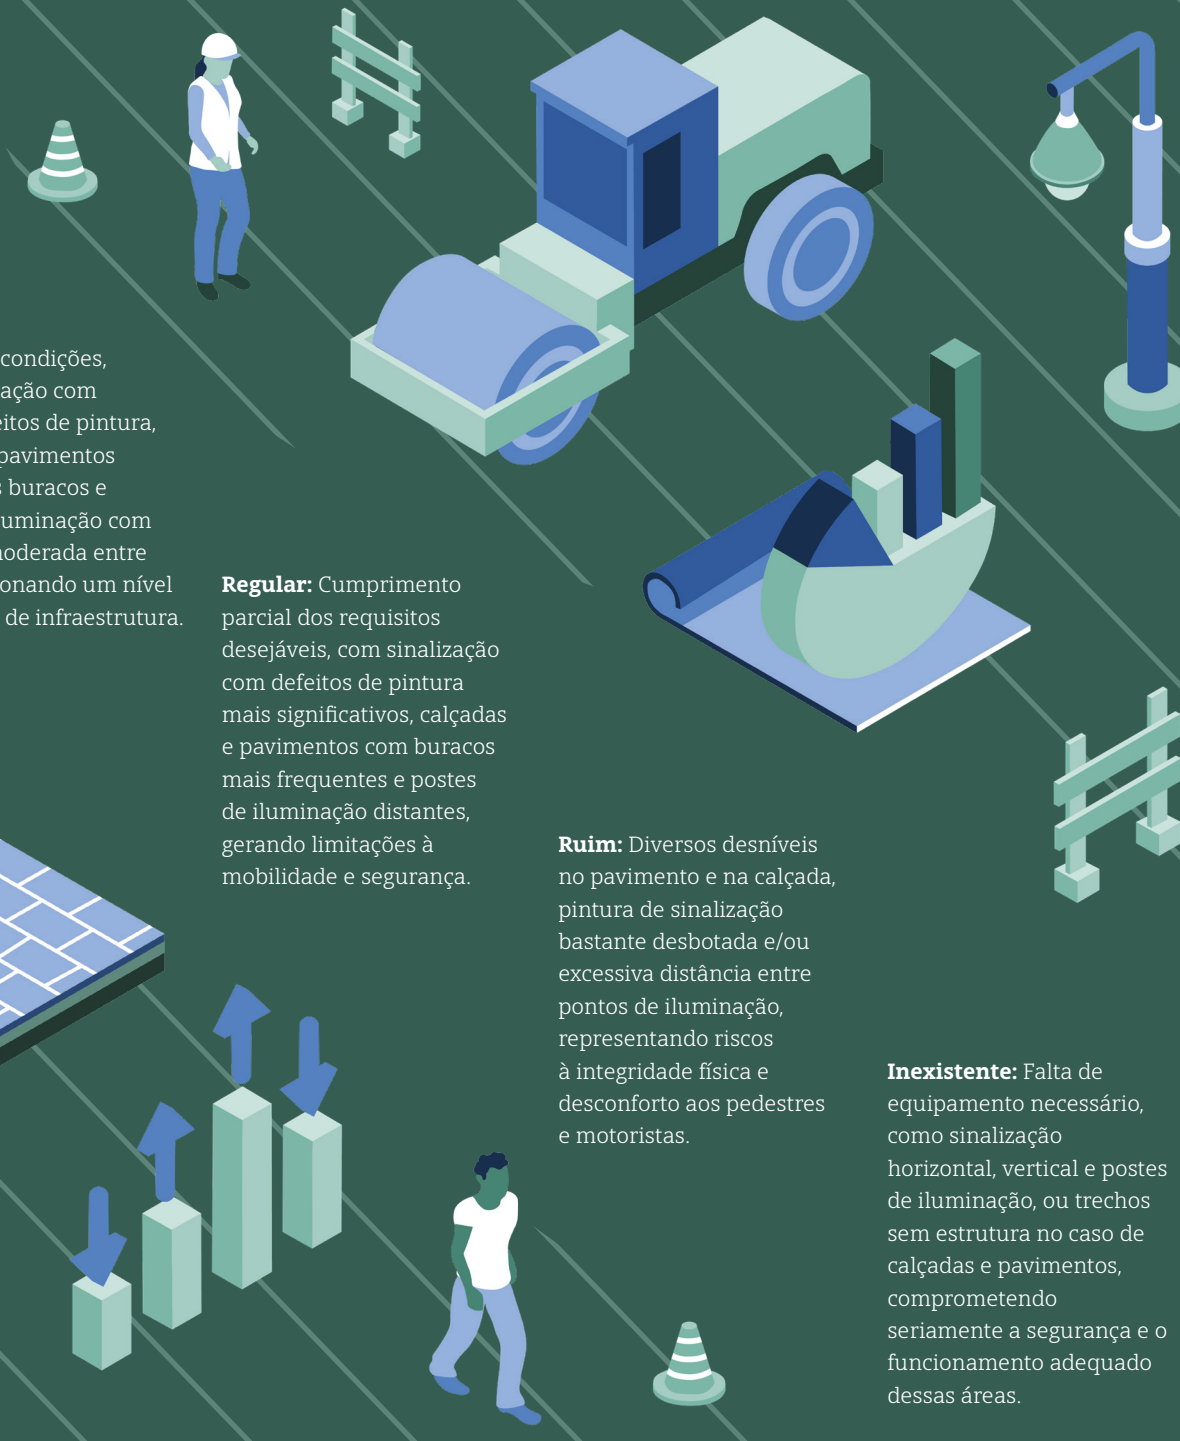 condições,
ação com
eitos de pintura,
pavimentos
s buracos e
uminação com
moderada entre
onando um nível
de infraestrutura.
Regular: Cumprimento
parcial dos requisitos
desejáveis, com sinalização
com defeitos de pintura
mais significativos, calçadas
e pavimentos com buracos
mais frequentes e postes
de iluminação distantes,
gerando limitações à
mobilidade e segurança.
Ruim: Diversos desníveis
no pavimento e na calçada,
pintura de sinalização
bastante desbotada e/ou
excessiva distância entre
pontos de iluminação,
representando riscos
à integridade física e
desconforto aos pedestres
e motoristas.
Inexistente: Falta de
equipamento necessário,
como sinalização
horizontal, vertical e postes
de iluminação, ou trechos
sem estrutura no caso de
calçadas e pavimentos,
comprometendo
seriamente a segurança e o
funcionamento adequado
dessas áreas.